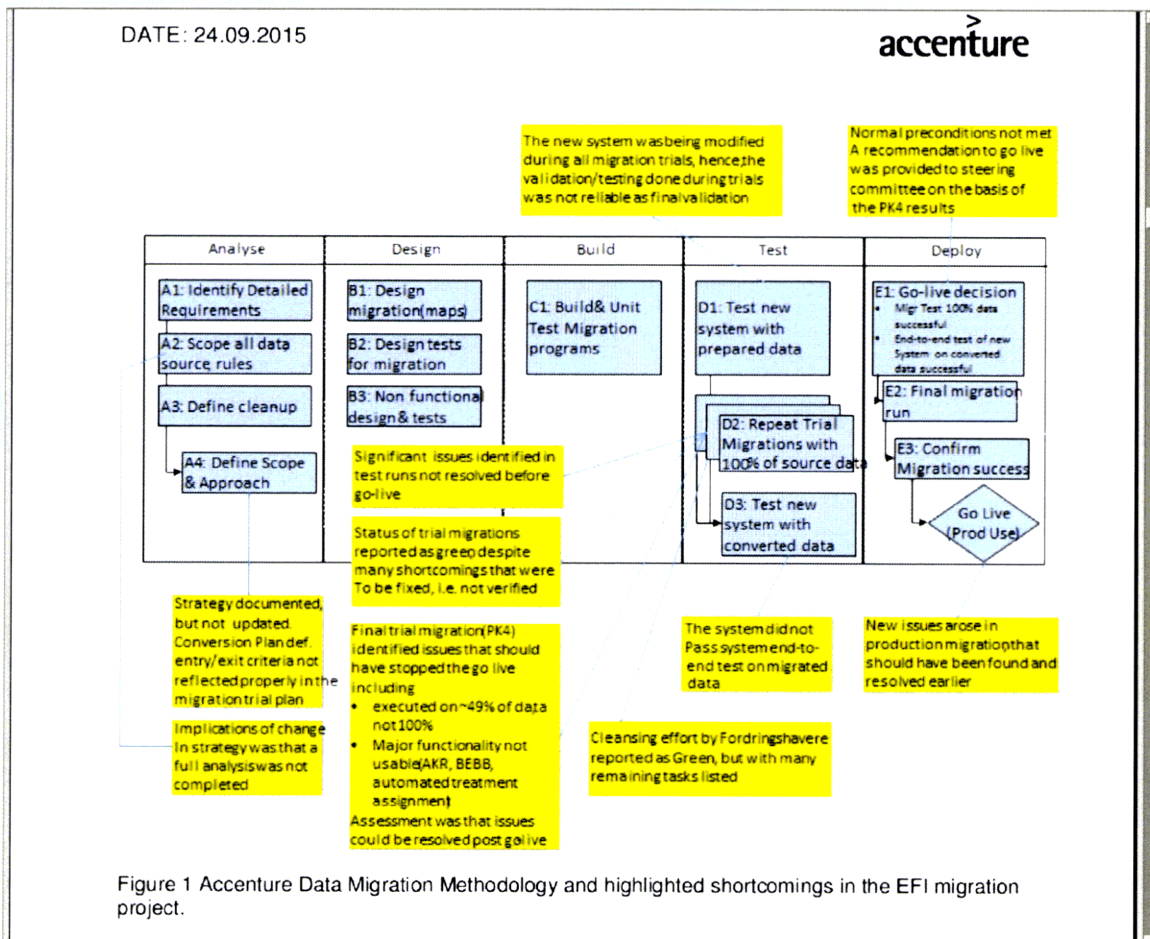 DATE: 24.09.2015
>
accenture
The new system was being modified
during all migration trials, hence, the
validation/testing done during trials
was not reliable as final validation
Normal preconditions not met
A recommendation to go live
was provided to steering
committee on the basis of
the PK4 results
Analyse
Design
Build
Test
Deploy
A1: Identify Detailed
Requirements
A2: Scope all data
source, rules
A3: Define cleanup
A4: Define Scope
& Approach
B1: Design
migration(maps)
B2: Design tests
for migration
B3: Non functional
design & tests
C1: Build & Unit
Test Migration
programs
D1: Test new
system with
prepared data
D2: Repeat Trial
Migrations with
100% of source data
D3: Test new
system with
converted data
E1: Go-live decision
• Migr Test 100% data
successful
• End-to-end test of new
System on converted
data successful
E2: Final migration
run
E3: Confirm
Migration success
Go Live
(Prod Use)
Significant issues identified in
test runs not resolved before
go-live
Status of trial migrations
reported as green, despite
many shortcomings that were
To be fixed, i.e. not verified
Strategy documented,
but not updated.
Conversion Plan def.
entry/exit criteria not
reflected properly in the
migration trial plan
Implications of change
In strategy was that a
full analysis was not
completed
Final trial migration(PK4)
identified issues that should
have stopped the go live
including
• executed on ~49% of data,
not 100%
• Major functionality not
usable(AKR, BEBB,
automated treatment
assignment)
Assessment was that issues
could be resolved post go live
The system did not
Pass system end-to-
end test on migrated
data
New issues arose in
production migration, that
should have been found and
resolved earlier
Cleansing effort by Fordringshavere
reported as Green, but with many
remaining tasks listed
Figure 1 Accenture Data Migration Methodology and highlighted shortcomings in the EFI migration
project.